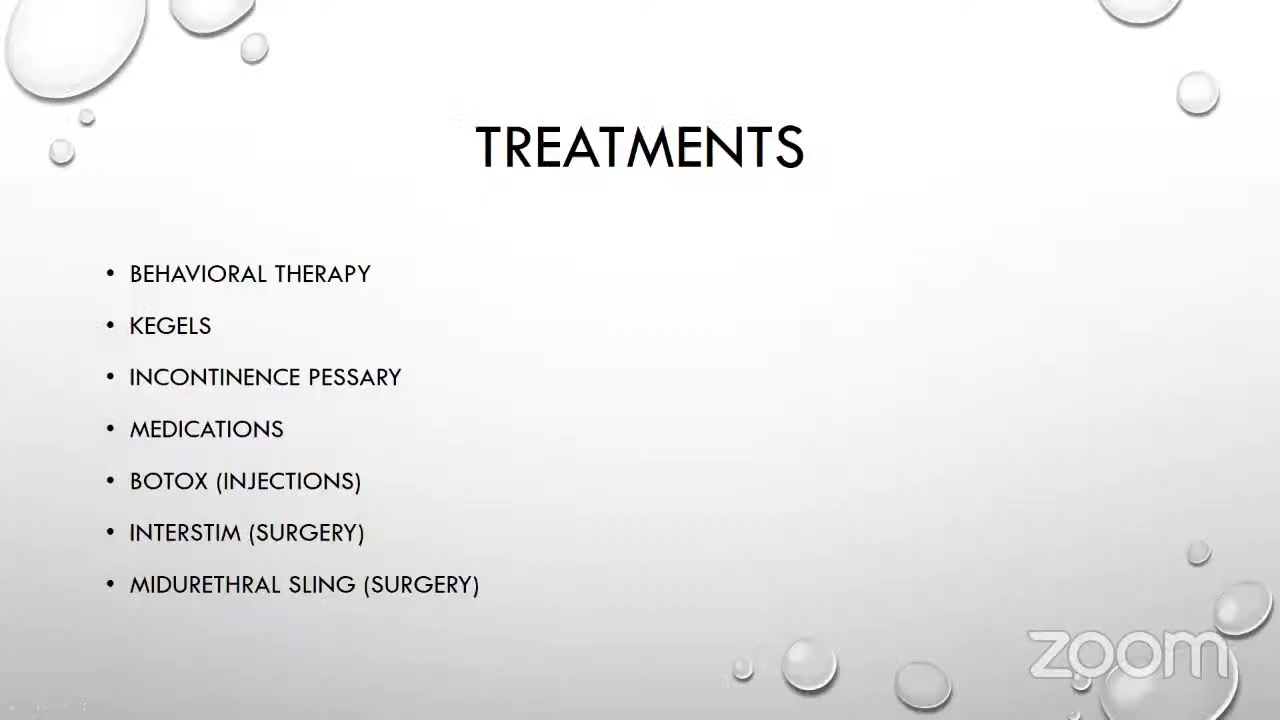 TREATMENTS
• BEHAVIORAL THERAPY
• KEGELS
• INCONTINENCE PESSARY
• MEDICATIONS
• BOTOX (INJECTIONS)
• INTERSTIM (SURGERY)
• MIDURETHRAL SLING (SURGERY)
zoom